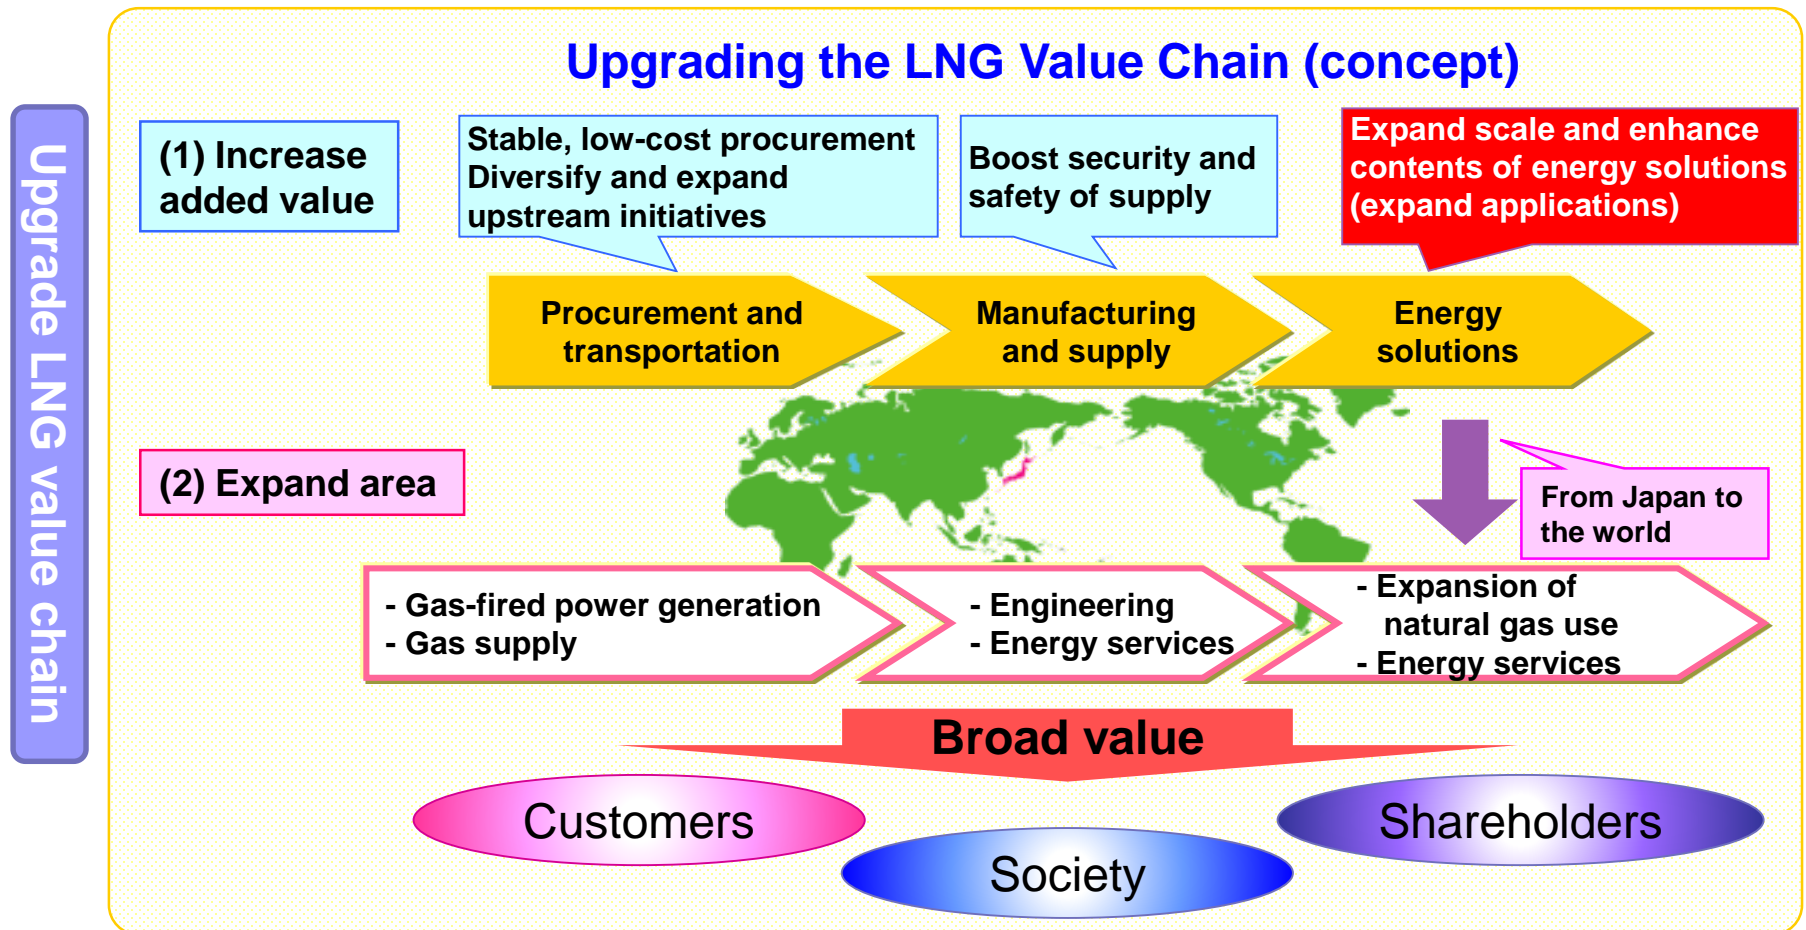 Upgrading the LNG Value Chain (concept)
Upgrade LNG value chain
(1) Increase
added value
Stable, low-cost procurement
Diversify and expand
upstream initiatives
Boost security and
safety of supply
Expand scale and enhance
contents of energy solutions
(expand applications)
Procurement and
transportation
Manufacturing
and supply
Energy
solutions
(2) Expand area
From Japan to
the world
- Gas-fired power generation
- Gas supply
- Engineering
- Energy services
- Expansion of
natural gas use
- Energy services
Broad value
Customers
Society
Shareholders